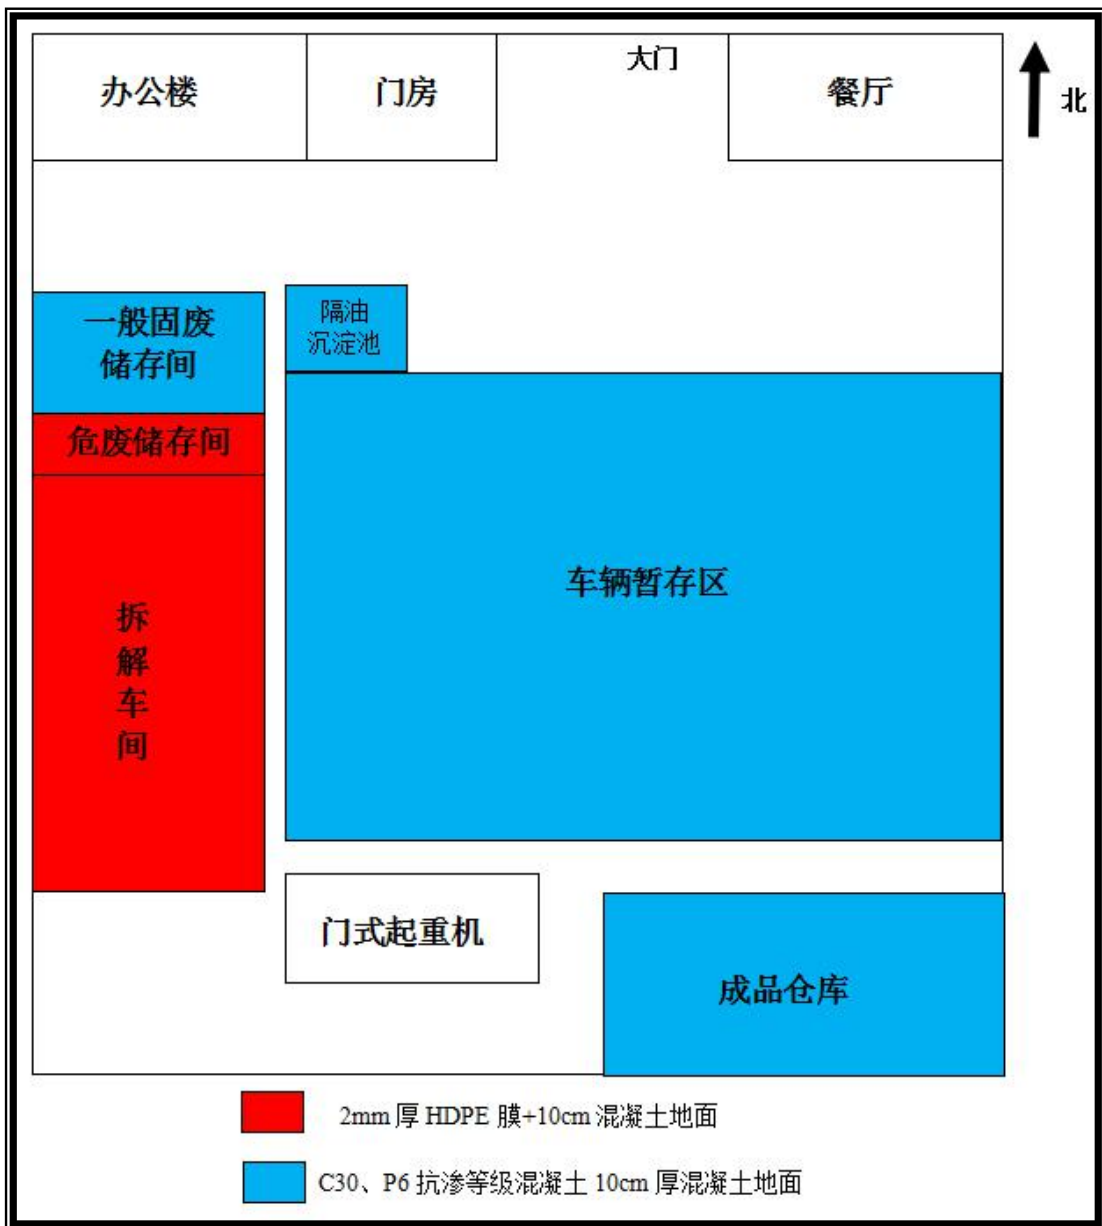 办公楼
门房
大门
餐厅
北
一般固废
储存间
隔油
沉淀池
危废储存间
车辆暂存区
拆
解
车
间
门式起重机
成品仓库
2mm 厚 HDPE 膜+10cm 混凝土地面
C30、P6 抗渗等级混凝土 10cm 厚混凝土地面